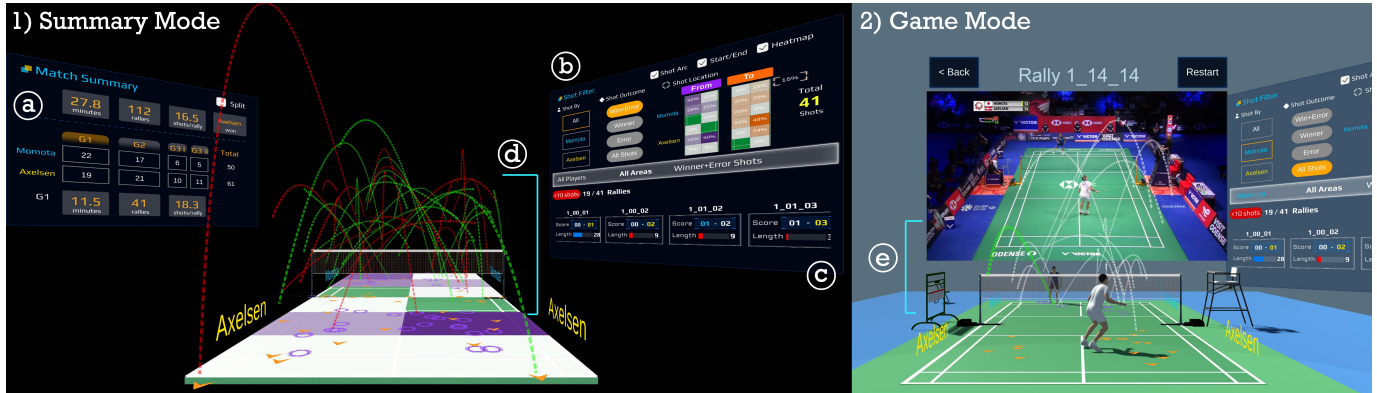 1) Summary Mode
Match Summary
a
27.8 minutes
112 rallies
16.5 shots/rally
Split
Axelsen won
G1 G2 G3
Total
Momota 22 17 6 5 50
Axelsen 19 21 10 11 61
G1
11.5 minutes
41 rallies
18.3 shots/rally
Axelsen
Axelsen
d
b
Shot Arc
Start/End
Heatmap
Shot Filter
Shot By
All
Momota
Axelsen
Shot Outcome
Win+Error
Winner
Error
All Shots
Shot Location
From
To
15%
Momota
Axelsen
Total
41
Shots
All Players
All Areas
Winner+Error Shots
<10 shots 19 / 41 Rallies
1_00_01
Score 00 - 01
Length 28
1_00_02
Score 00 - 02
Length 9
1_01_02
Score 01 - 02
Length 9
1_01_03
Score 01 - 03
Length
c
2) Game Mode
< Back
Rally 1_14_14
Restart
ODENSE
VICTOR
VISIT ODENSE
e
Axelsen
Axelsen
Shot A
Shot Filter
Shot By
All
Momota
Axelsen
Shot Outcome
Win+Error
Winner
Error
All Shots
Momota
All Areas
<10 shots 19 / 41 Rallies
1_00_01
Score 00 - 01
Length 28
1_00_02
Score 00 - 02
Length 9